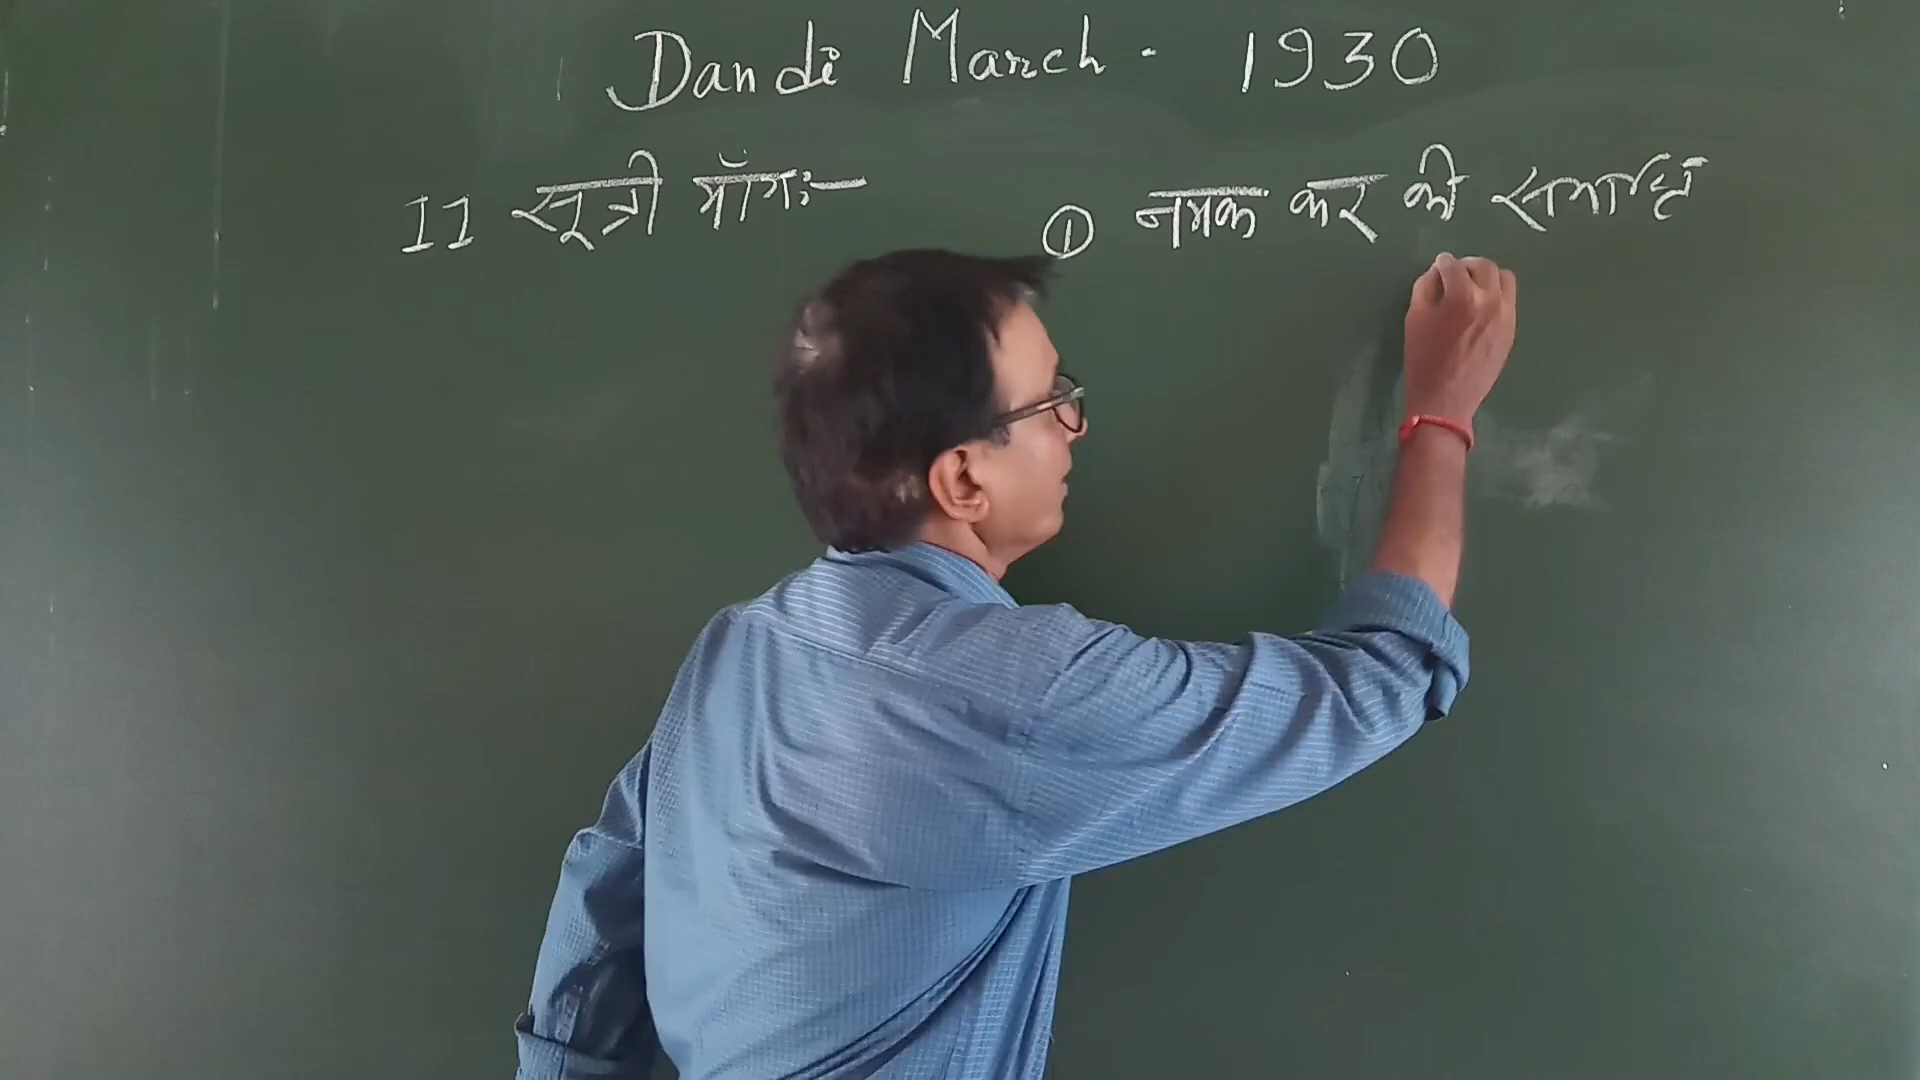 Dandi March - 1930
11 सूत्री माँग:-
① नमक कर की समाप्ति